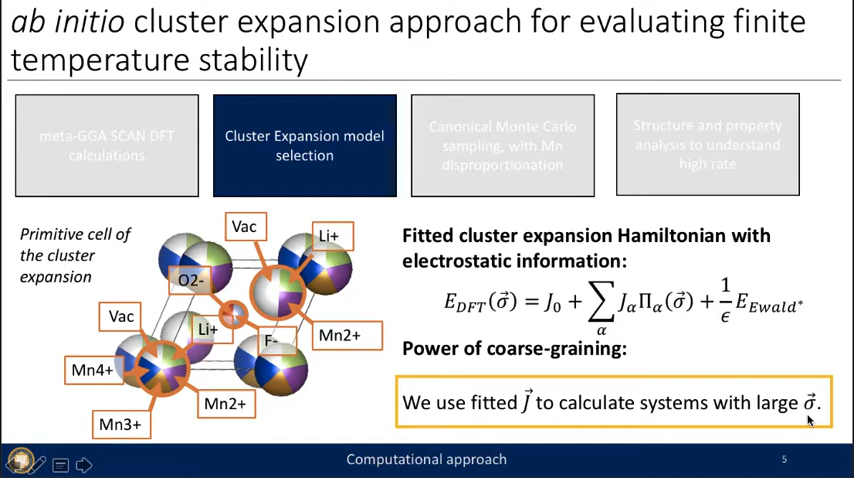 ab initio cluster expansion approach for evaluating finite
temperature stability
meta-GGA SCAN DFT
calculations
Cluster Expansion model
selection
Canonical Monte Carlo
sampling, with Mn
disproportionation
Structure and property
analysis to understand
high rate
Primitive cell of
the cluster
expansion
Vac
Li+
O2-
Vac
Li+
F-
Mn2+
Mn4+
Mn2+
Mn3+
Fitted cluster expansion Hamiltonian with
electrostatic information:
E_DFT(σ⃗) = J₀ + ∑_α J_α Π_α(σ⃗) + 1/ϵ E_Ewald*
Power of coarse-graining:
We use fitted J⃗ to calculate systems with large σ⃗.
Computational approach
5